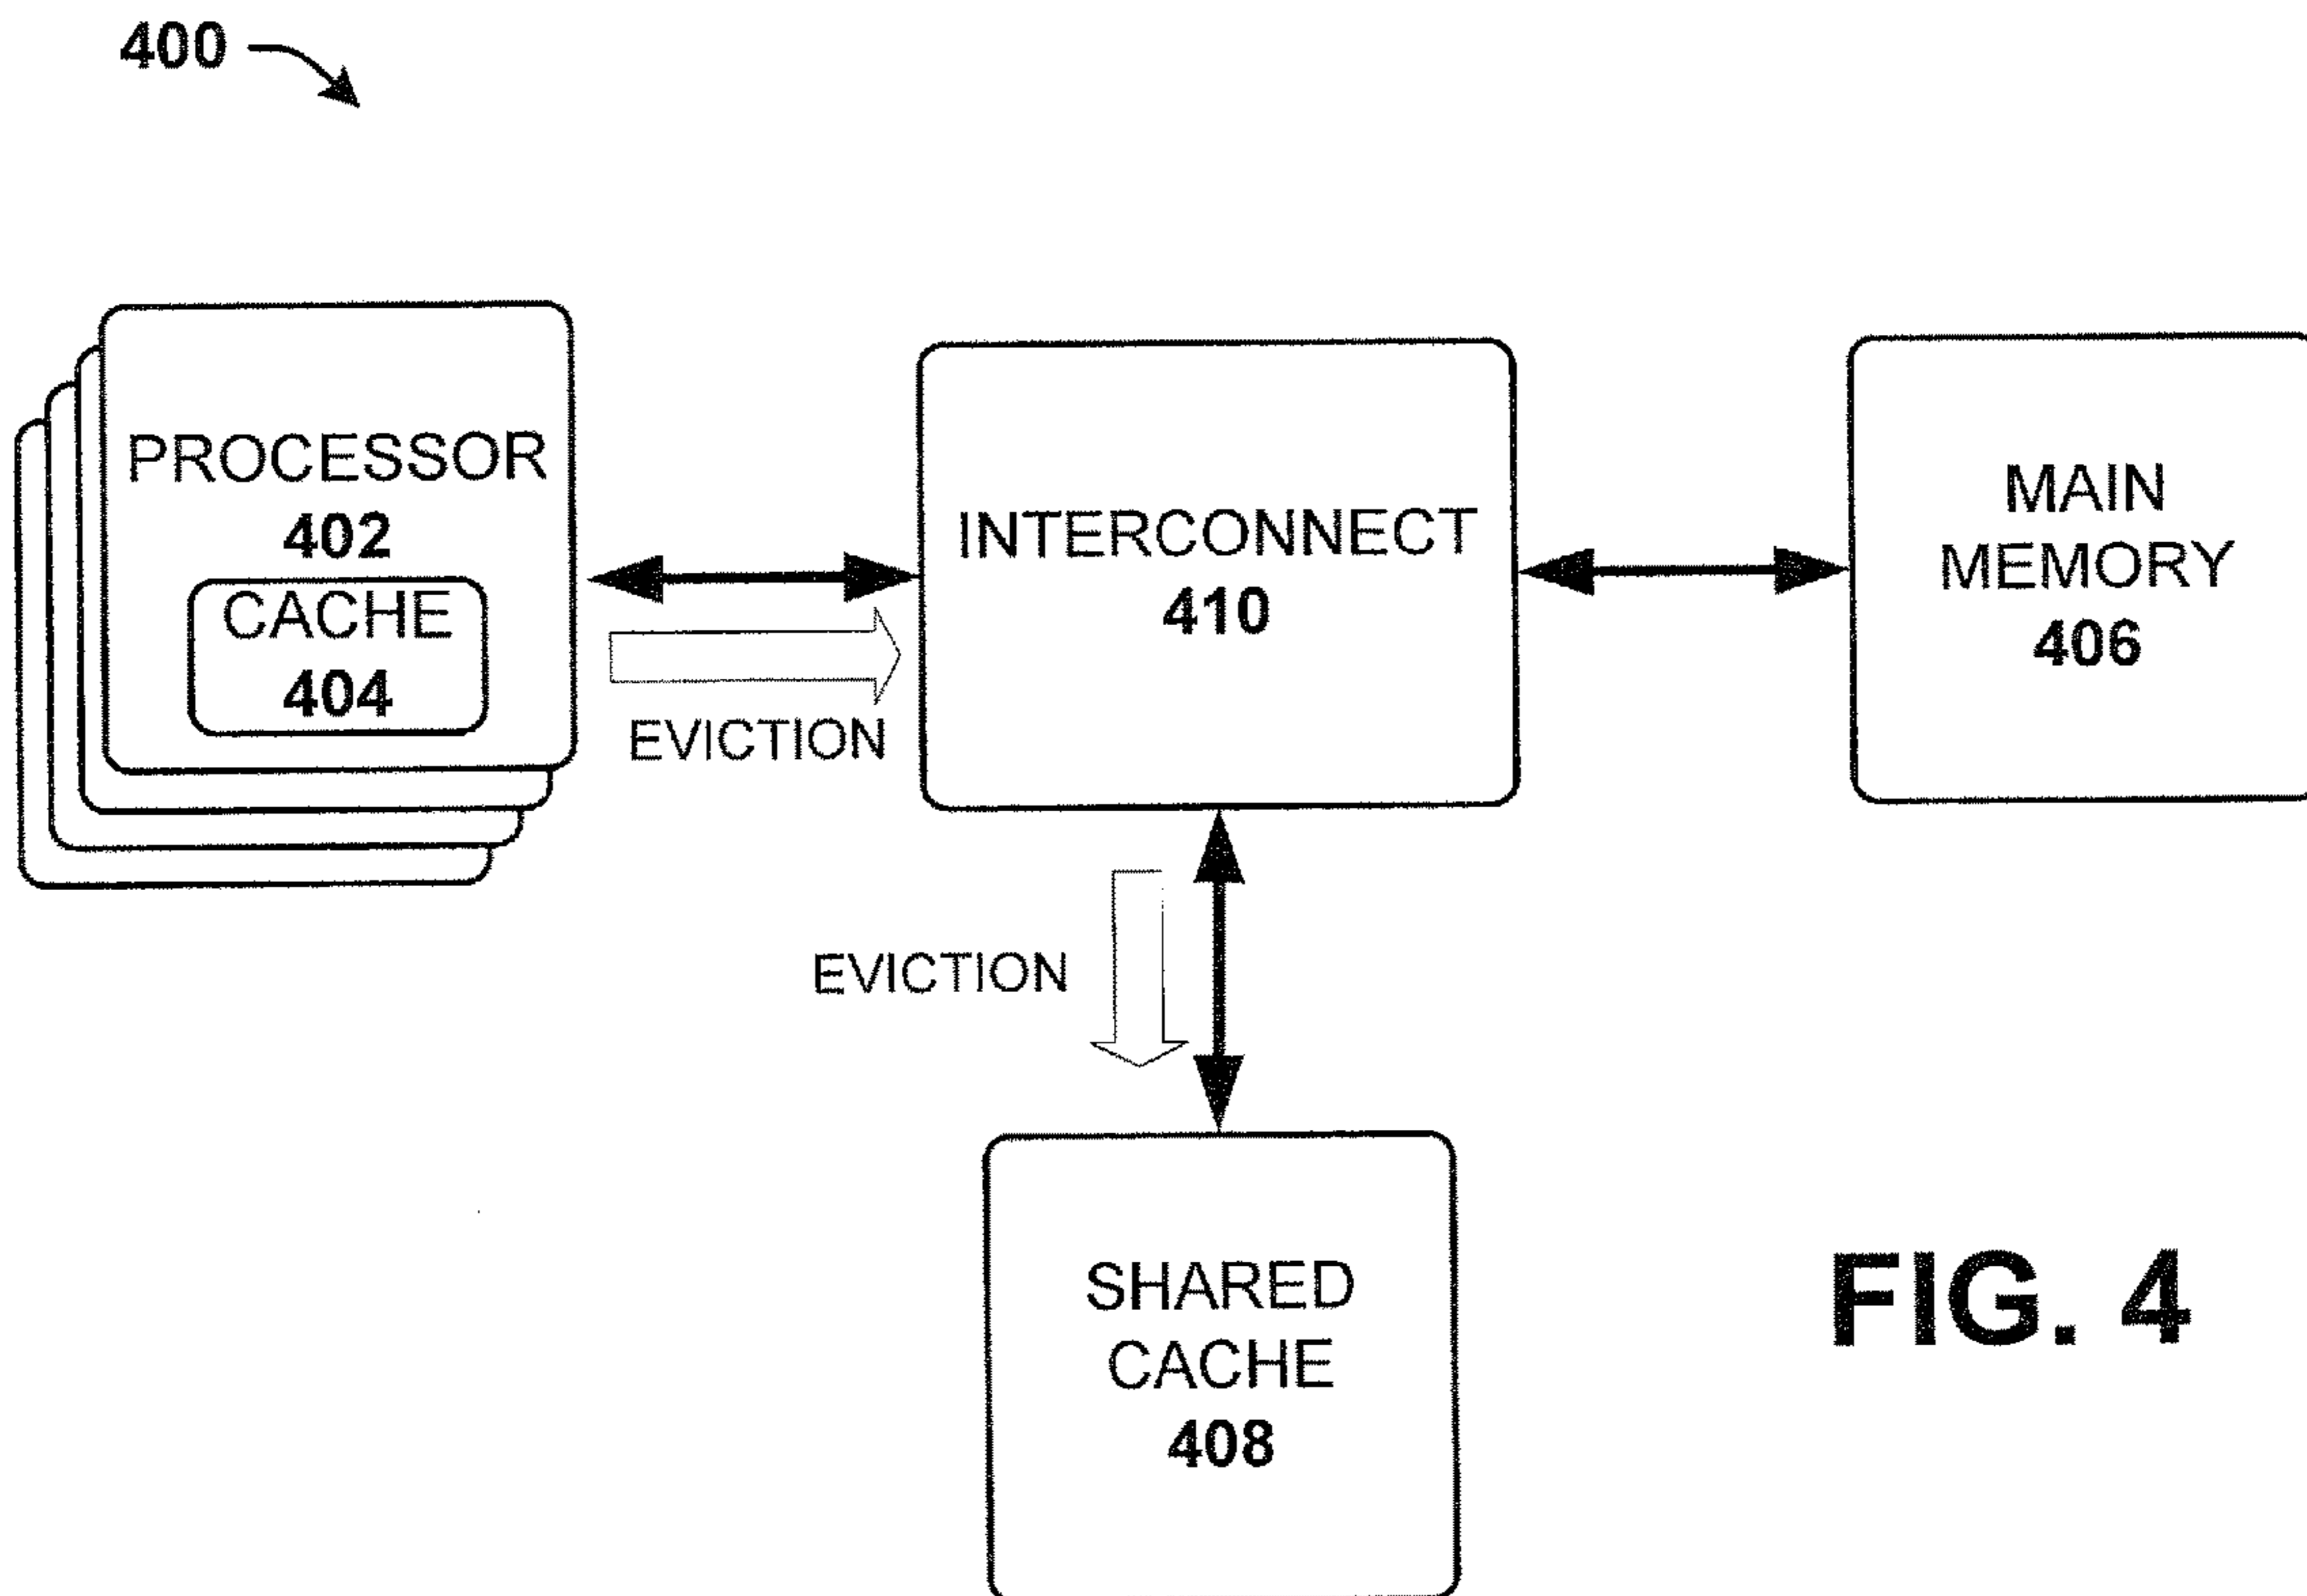 400
PROCESSOR
402
CACHE
404
EVICTION
INTERCONNECT
410
MAIN
MEMORY
406
EVICTION
SHARED
CACHE
408
FIG. 4